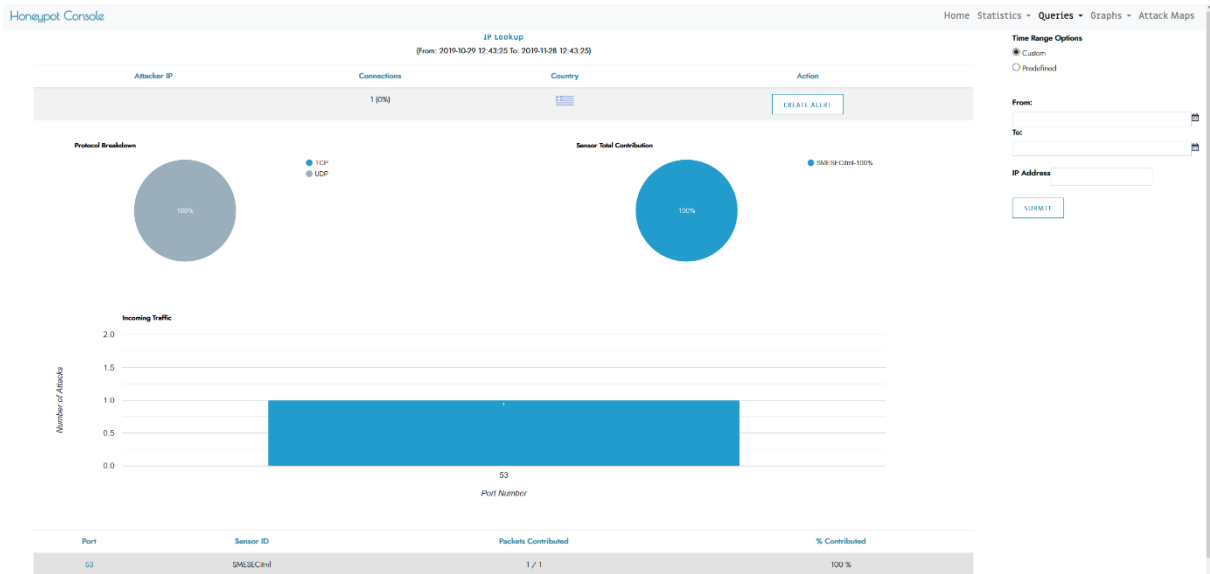 Honeypot Console
Home Statistics Queries Graphs Attack Maps
IP Lookup
(From: 2019-10-29 12:43:25 To: 2019-11-28 12:43:25)
Attacker IP Connections Country Action
1 (0%) CREATE ALERT
Protocol Breakdown
TCP
UDP
100%
Sensor Total Contribution
SMESECitml-100%
100%
Incoming Traffic
2.0
1.5
1.0
0.5
0.0
1
53
Number of Attacks
Port Number
Port Sensor ID Packets Contributed % Contributed
53 SMESECitml 1 / 1 100 %
Time Range Options
Custom
Predefined
From:
To:
IP Address
SUBMIT